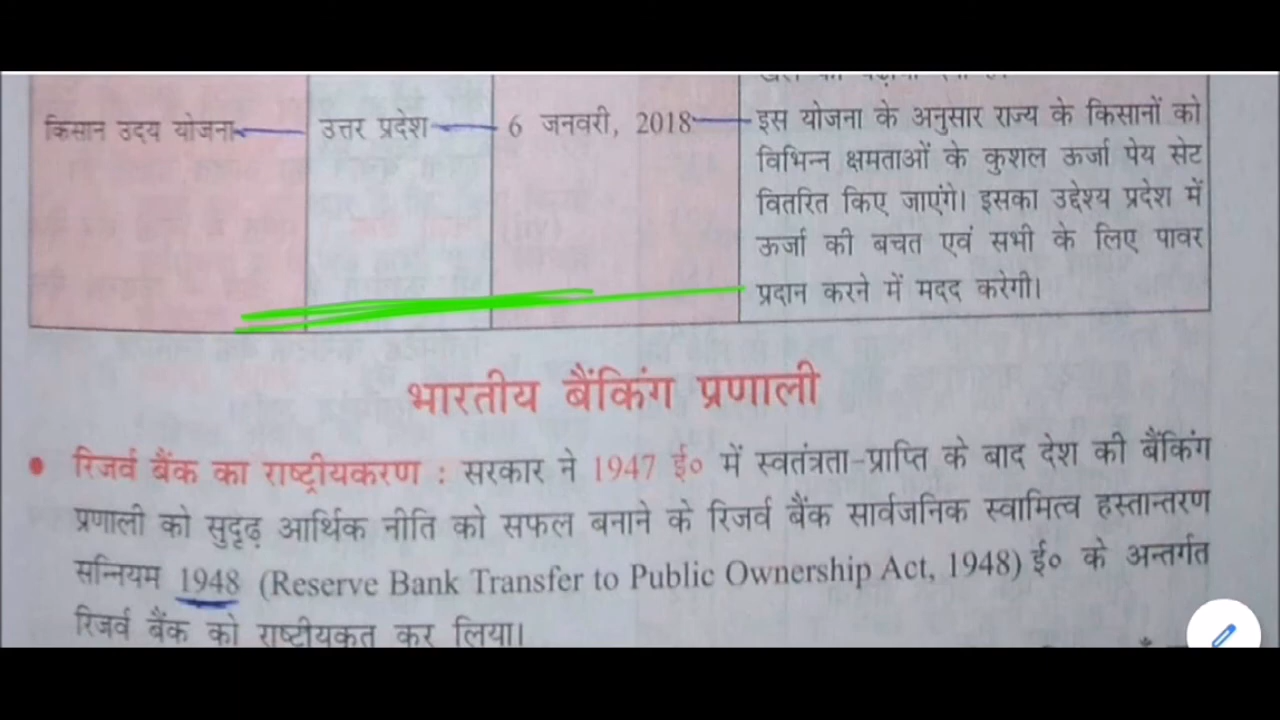 किसान उदय योजना उत्तर प्रदेश 6 जनवरी, 2018 इस योजना के अनुसार राज्य के किसानों को
विभिन्न क्षमताओं के कुशल ऊर्जा पेय सेट
वितरित किए जाएंगे। इसका उद्देश्य प्रदेश में
ऊर्जा की बचत एवं सभी के लिए पावर
प्रदान करने में मदद करेगी।
भारतीय बैंकिंग प्रणाली
• रिजर्व बैंक का राष्ट्रीयकरण : सरकार ने 1947 ई० में स्वतंत्रता-प्राप्ति के बाद देश की बैंकिंग
प्रणाली को सुदृढ़ आर्थिक नीति को सफल बनाने के रिजर्व बैंक सार्वजनिक स्वामित्व हस्तान्तरण
सन्नियम 1948 (Reserve Bank Transfer to Public Ownership Act, 1948) ई० के अन्तर्गत
रिजर्व बैंक को राष्ट्रीयकृत कर लिया।